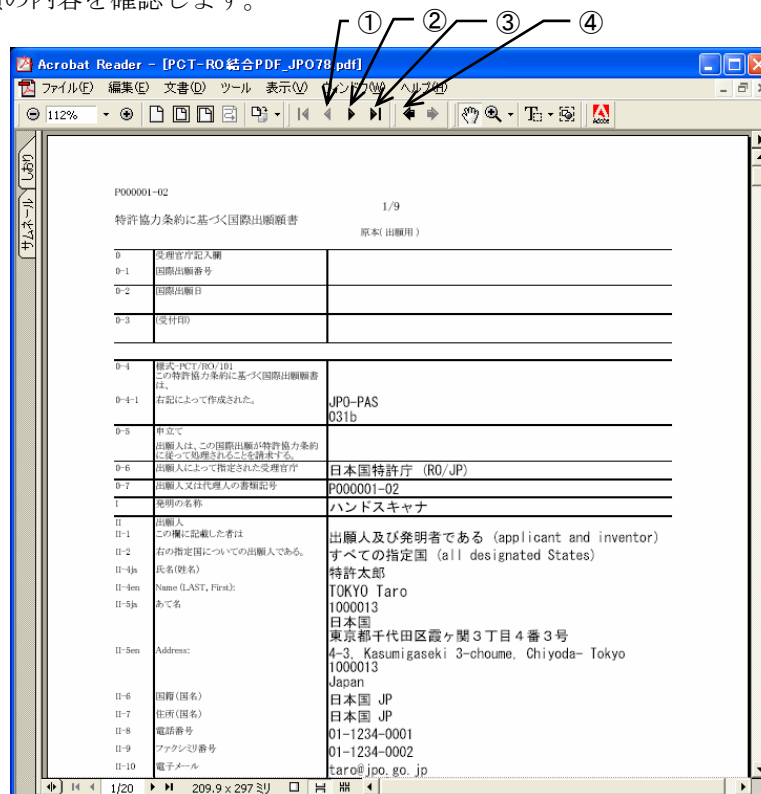 の内容を確認します。
① ② ③ ④
Acrobat Reader - [PCT-RO結合PDF_JPO78.pdf]
ファイル(F) 編集(E) 文書(D) ツール 表示(V) ウィンドウ(W) ヘルプ(H)
112%
Adobe
しおり
サムネール
P000001-02
1/9
特許協力条約に基づく国際出願願書
原本(出願用)
0 受理官庁記入欄
0-1 国際出願番号
0-2 国際出願日
0-3 (受付印)
0-4 様式-PCT/RO/101
この特許協力条約に基づく国際出願願書
は、
0-4-1 右記によって作成された。 JPO-PAS
031b
0-5 申立て
出願人は、この国際出願が特許協力条約
に従って処理されることを請求する。
0-6 出願人によって指定された受理官庁 日本国特許庁 (RO/JP)
0-7 出願人又は代理人の書類記号 P000001-02
I 発明の名称 ハンドスキャナ
II 出願人
II-1 この欄に記載した者は 出願人及び発明者である (applicant and inventor)
II-2 右の指定国についての出願人である。 すべての指定国 (all designated States)
II-4ja 氏名(姓名) 特許太郎
II-4en Name (LAST, First): TOKYO Taro
II-5ja あて名 1000013
日本国
東京都千代田区霞ヶ関3丁目4番3号
II-5en Address: 4-3, Kasumigaseki 3-choume, Chiyoda- Tokyo
1000013
Japan
II-6 国籍(国名) 日本国 JP
II-7 住所(国名) 日本国 JP
II-8 電話番号 01-1234-0001
II-9 ファクシミリ番号 01-1234-0002
II-10 電子メール taro@jpo.go.jp
1/20 209.9 x 297 ミリ